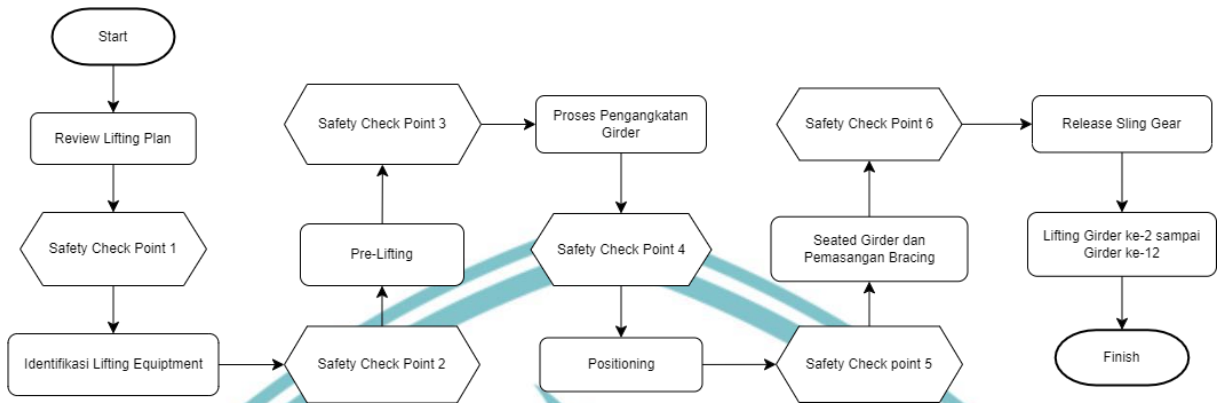 Start
Review Lifting Plan
Safety Check Point 1
Identifikasi Lifting Equiptment
Safety Check Point 2
Pre-Lifting
Safety Check Point 3
Proses Pengangkatan
Girder
Safety Check Point 4
Positioning
Safety Check point 5
Seated Girder dan
Pemasangan Bracing
Safety Check Point 6
Release Sling Gear
Lifting Girder ke-2 sampai
Girder ke-12
Finish